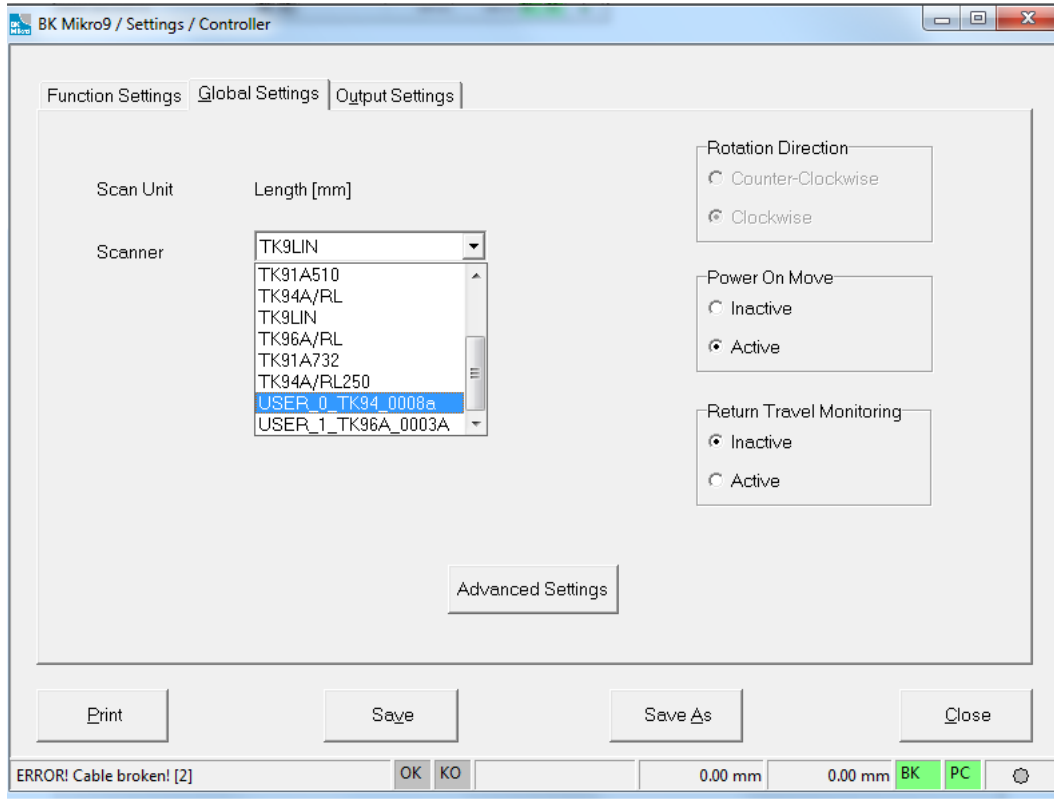 BK Mikro9 / Settings / Controller
Function Settings
Global Settings
Output Settings
Scan Unit
Length [mm]
Scanner
TK9LIN
TK91A510
TK94A/RL
TK9LIN
TK96A/RL
TK91A732
TK94A/RL250
USER_0_TK94_0008a
USER_1_TK96A_0003A
Rotation Direction
Counter-Clockwise
Clockwise
Power On Move
Inactive
Active
Return Travel Monitoring
Inactive
Active
Advanced Settings
Print
Save
Save As
Close
ERROR! Cable broken! [2]
OK
KO
0.00 mm
0.00 mm
BK
PC